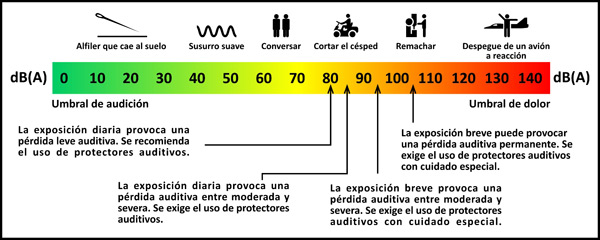 Alfiler que cae al suelo
Susurro suave
Conversar
Cortar el césped
Remachar
Despegue de un avión
a reacción
dB(A) 0 10 20 30 40 50 60 70 80 90 100 110 120 130 140 dB(A)
Umbral de audición
Umbral de dolor
La exposición diaria provoca una
pérdida leve auditiva. Se recomienda
el uso de protectores auditivos.
La exposición diaria provoca una
pérdida auditiva entre moderada y
severa. Se exige el uso de protectores
auditivos.
La exposición breve provoca una
pérdida auditiva entre moderada y
severa. Se exige el uso de protectores
auditivos con cuidado especial.
La exposición breve puede provocar
una pérdida auditiva permanente. Se
exige el uso de protectores auditivos
con cuidado especial.